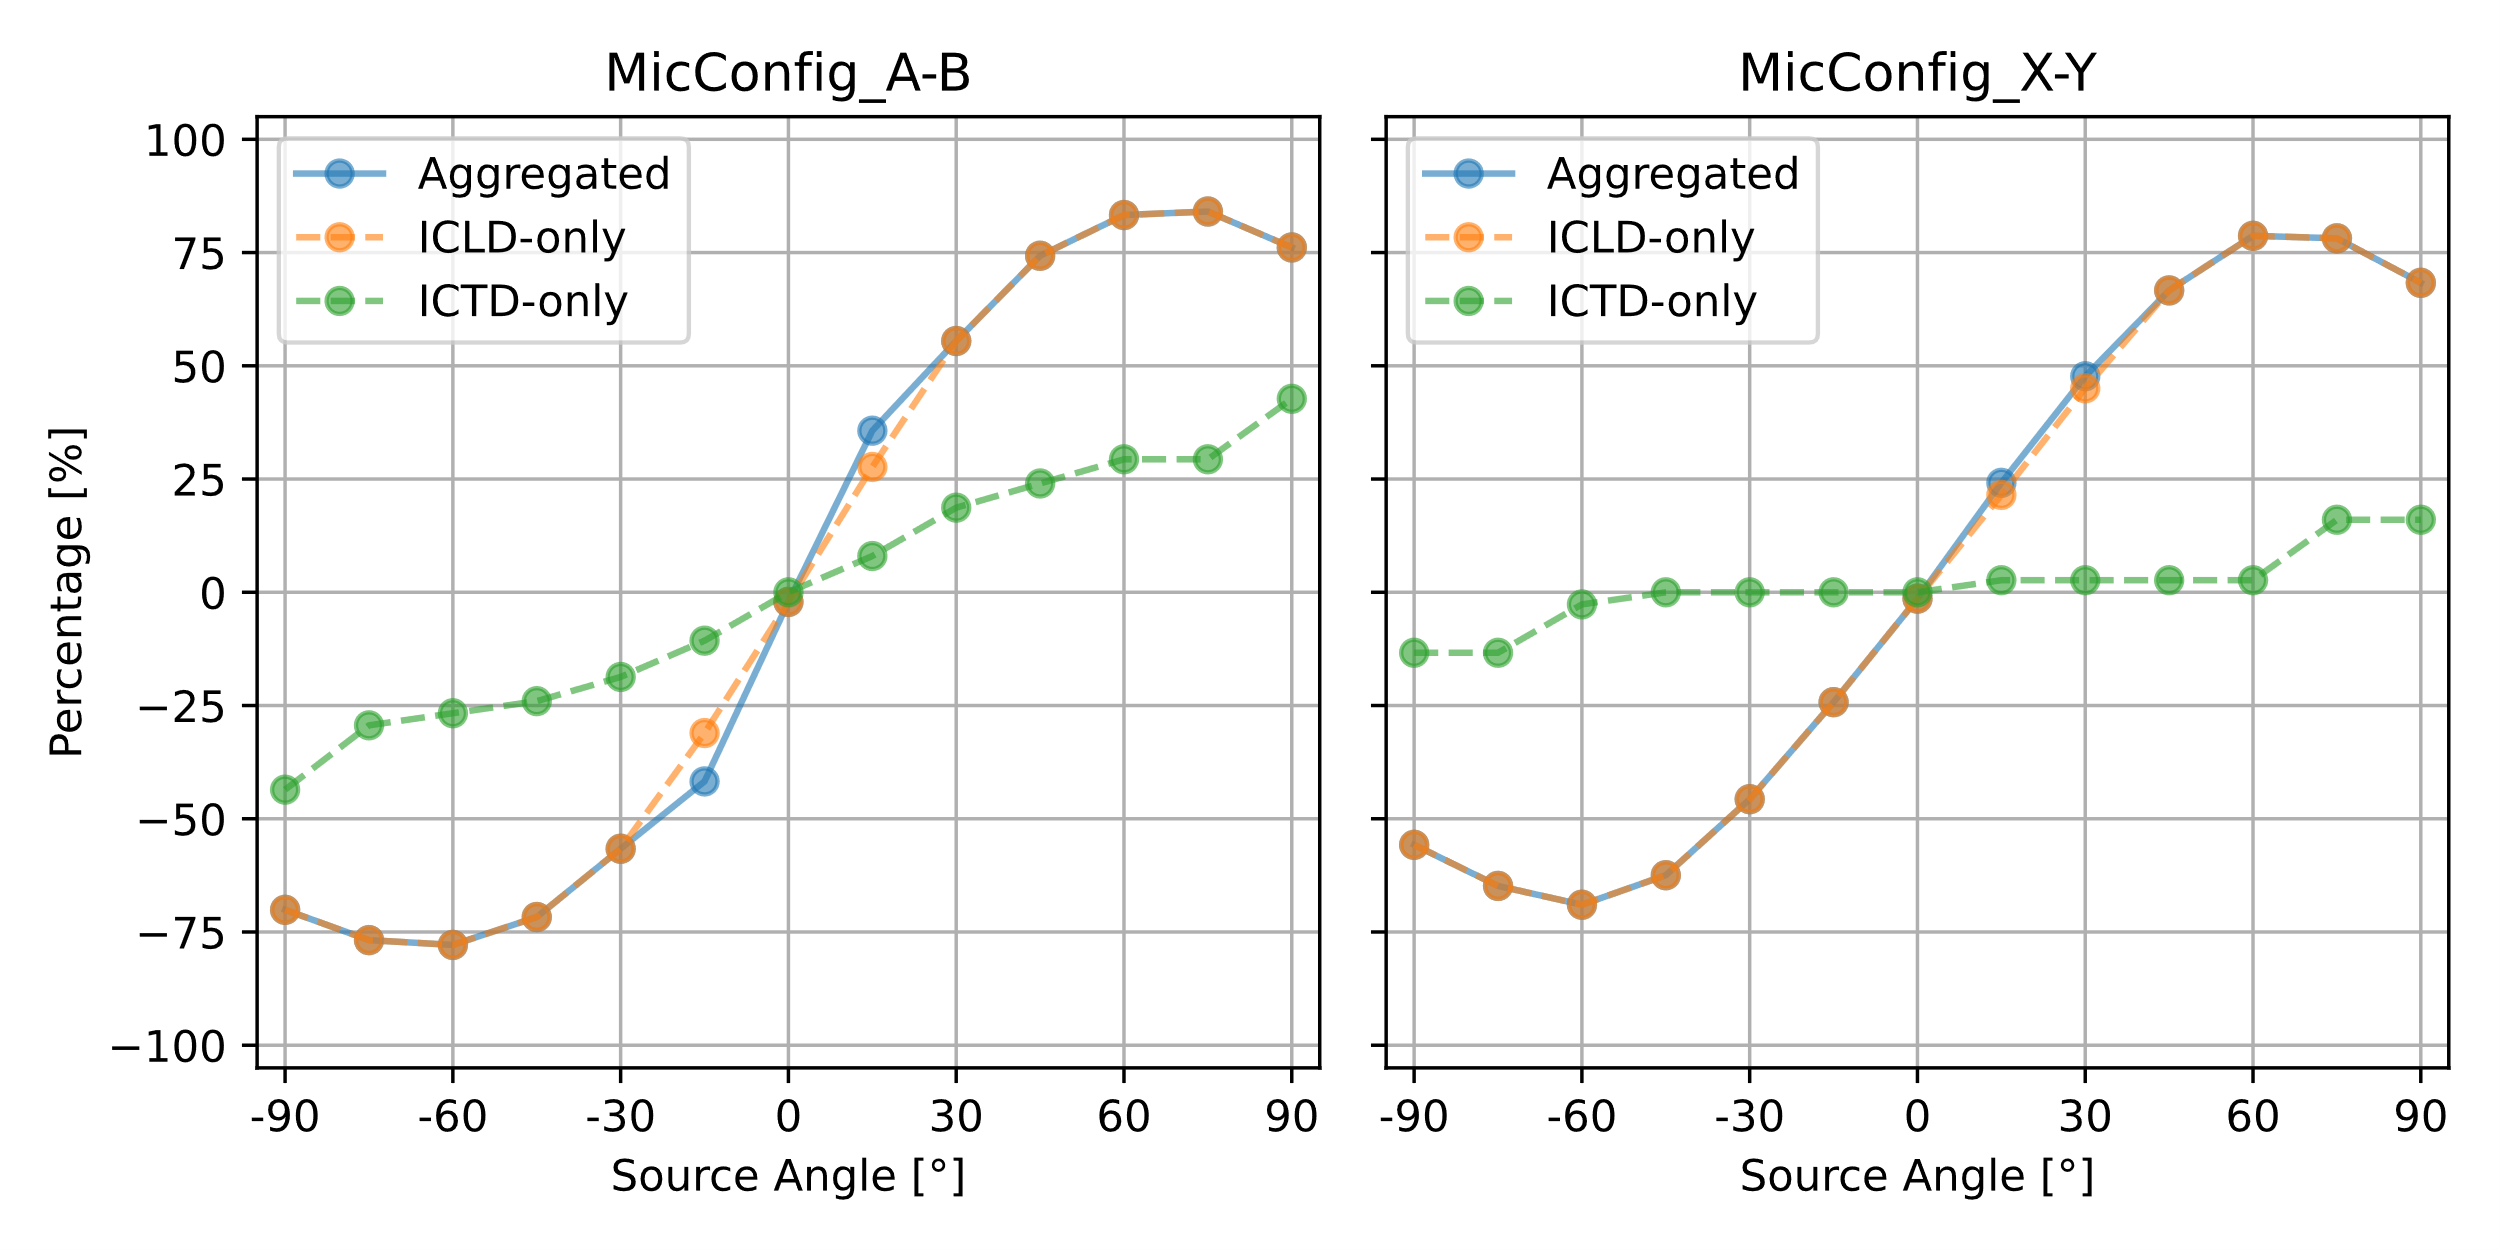 MicConfig_A-B
MicConfig_X-Y
Percentage [%]
100
75
50
25
0
−25
−50
−75
−100
Aggregated
ICLD-only
ICTD-only
-90 -60 -30 0 30 60 90
Source Angle [°]
Aggregated
ICLD-only
ICTD-only
-90 -60 -30 0 30 60 90
Source Angle [°]